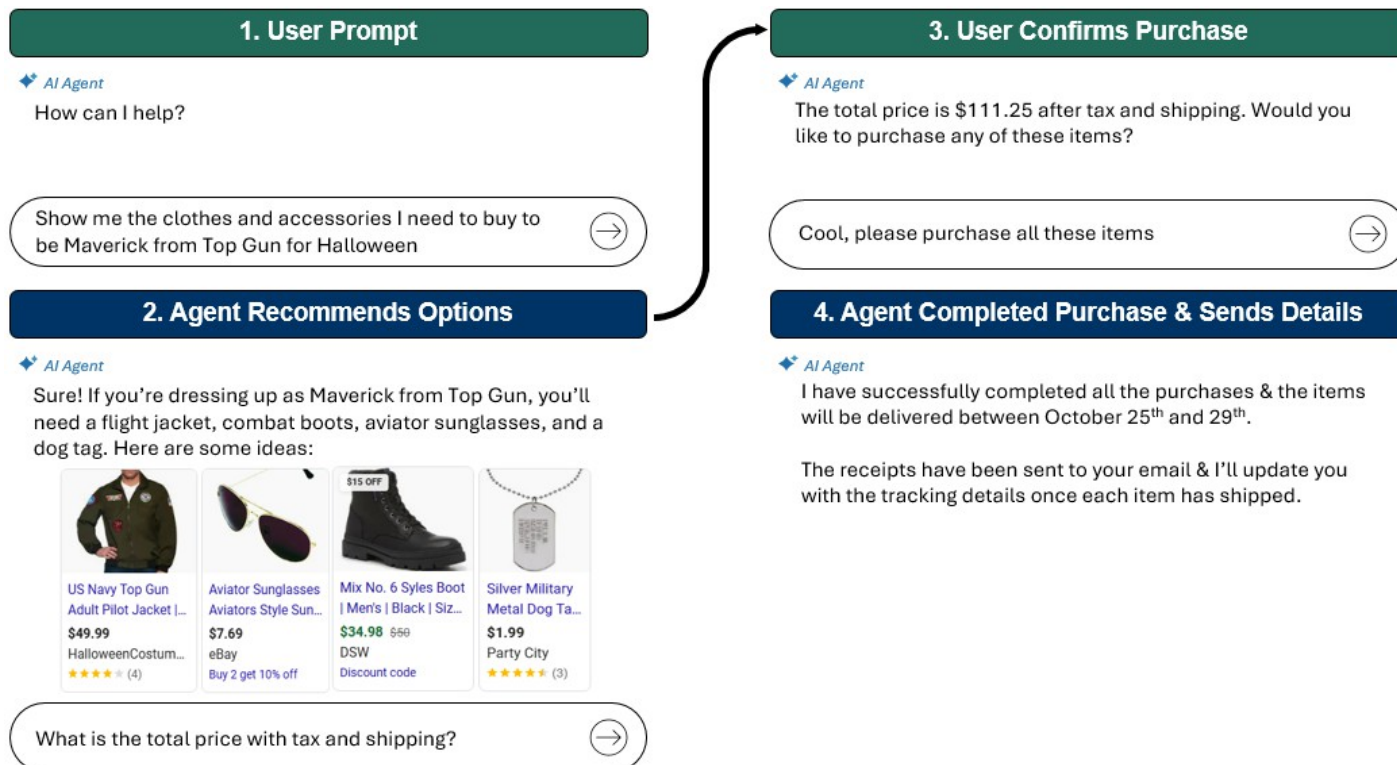 1. User Prompt
AI Agent
How can I help?
Show me the clothes and accessories I need to buy to
be Maverick from Top Gun for Halloween
2. Agent Recommends Options
AI Agent
Sure! If you’re dressing up as Maverick from Top Gun, you’ll
need a flight jacket, combat boots, aviator sunglasses, and a
dog tag. Here are some ideas:
US Navy Top Gun
Adult Pilot Jacket |...
$49.99
HalloweenCostum...
(4)
Aviator Sunglasses
Aviators Style Sun...
$7.69
eBay
Buy 2 get 10% off
$15 OFF
Mix No. 6 Syles Boot
| Men's | Black | Siz...
$34.98 $50
DSW
Discount code
Silver Military
Metal Dog Ta...
$1.99
Party City
(3)
What is the total price with tax and shipping?
3. User Confirms Purchase
AI Agent
The total price is $111.25 after tax and shipping. Would you
like to purchase any of these items?
Cool, please purchase all these items
4. Agent Completed Purchase & Sends Details
AI Agent
I have successfully completed all the purchases & the items
will be delivered between October 25th and 29th.
The receipts have been sent to your email & I’ll update you
with the tracking details once each item has shipped.